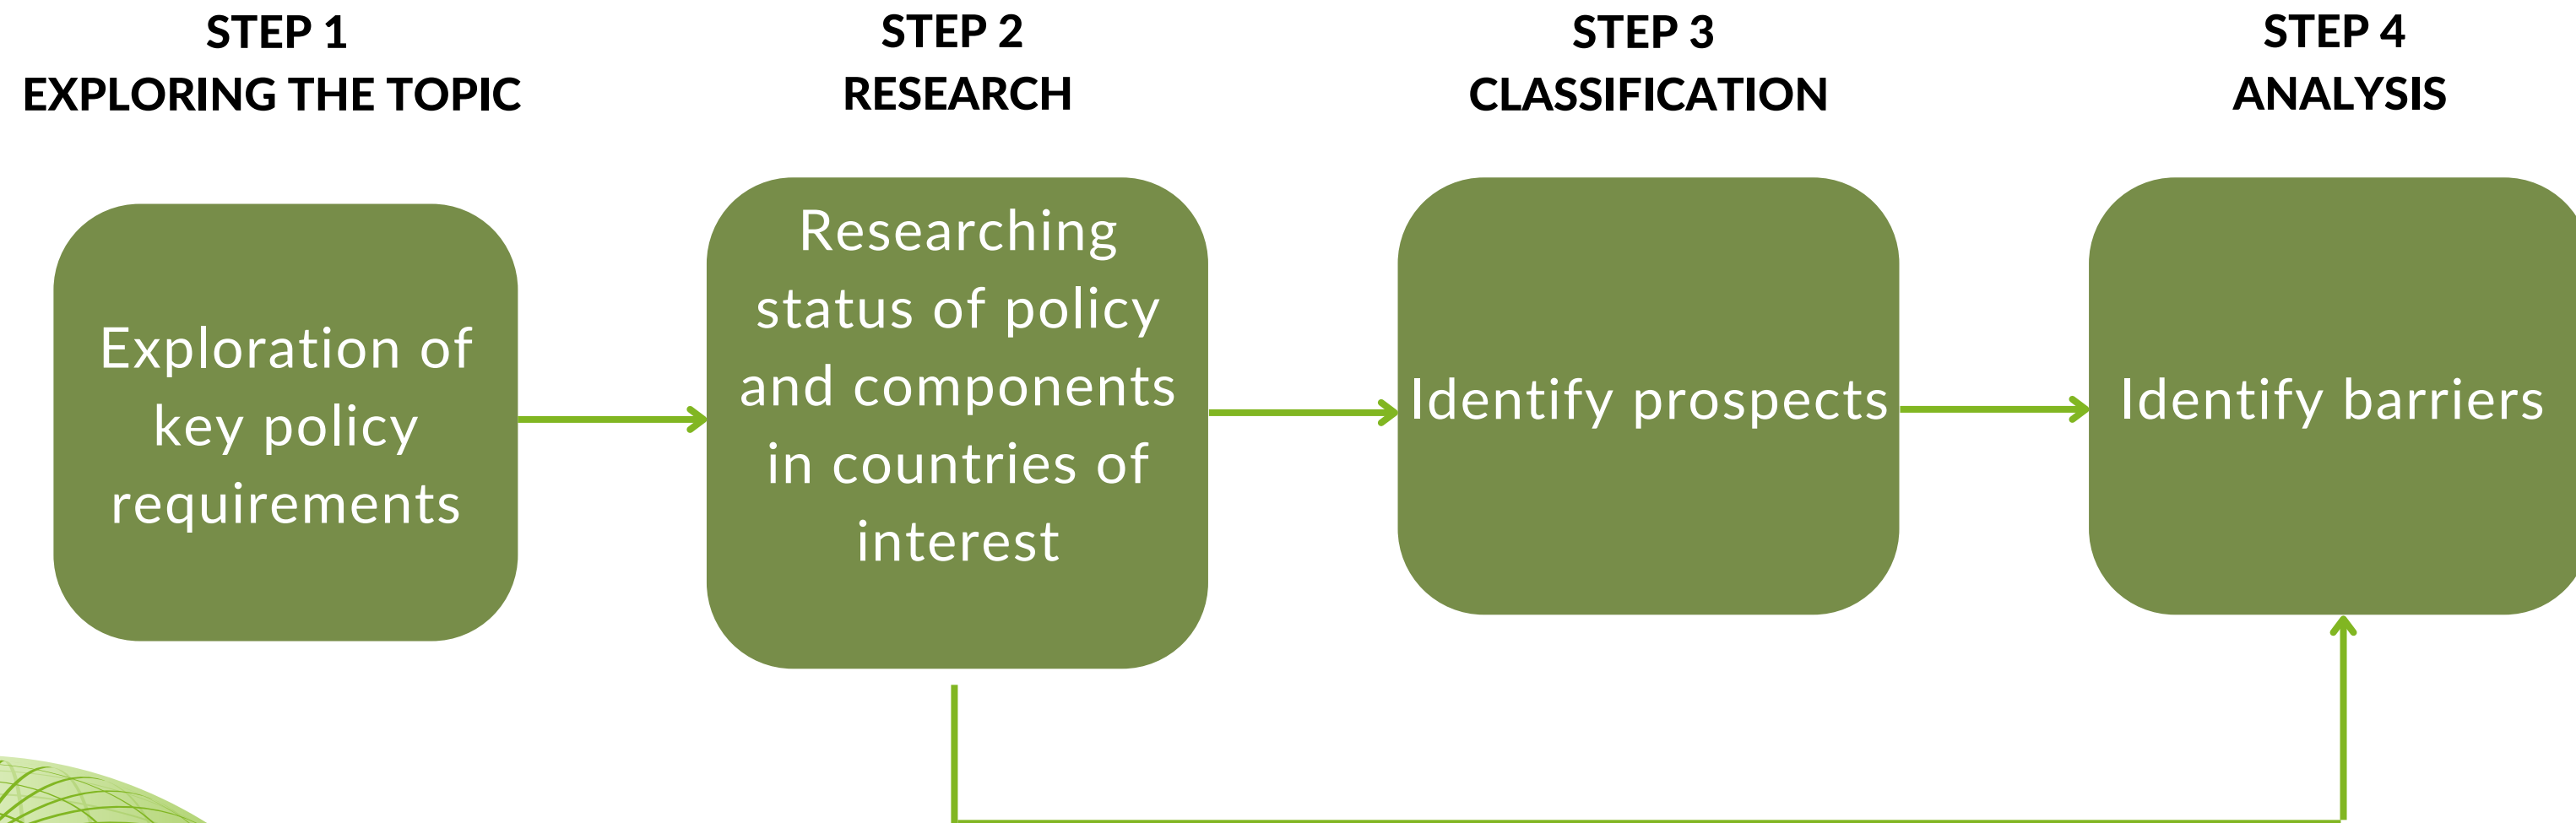 STEP 1
EXPLORING THE TOPIC
STEP 2
RESEARCH
STEP 3
CLASSIFICATION
STEP 4
ANALYSIS
Exploration of
key policy
requirements
Researching
status of policy
and components
in countries of
interest
Identify prospects
Identify barriers